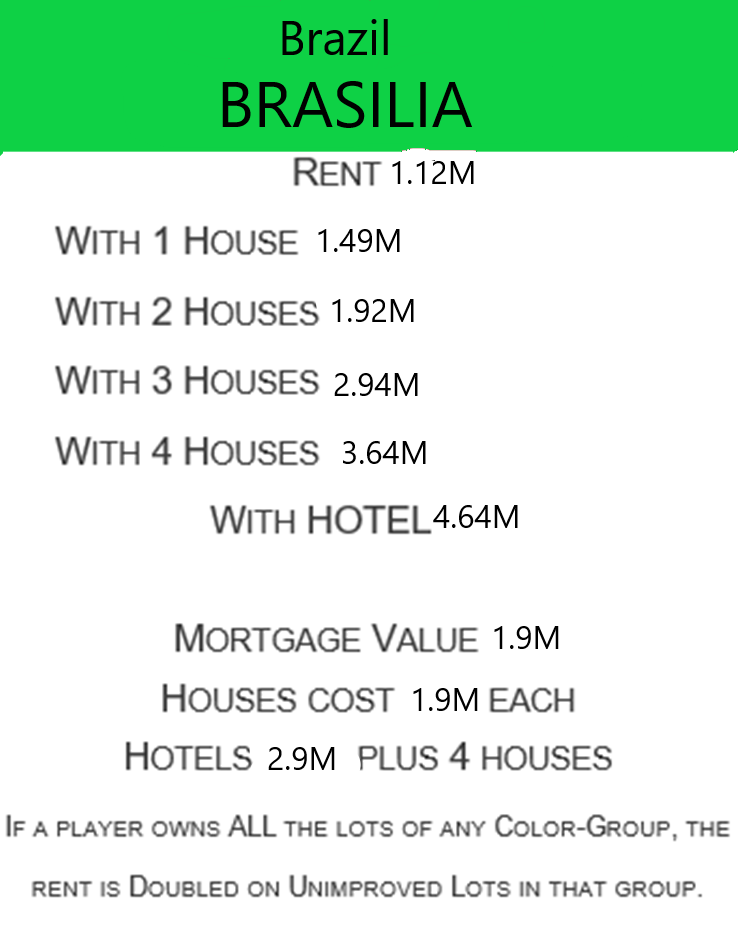 Brazil
BRASILIA
RENT 1.12M
WITH 1 HOUSE 1.49M
WITH 2 HOUSES 1.92M
WITH 3 HOUSES 2.94M
WITH 4 HOUSES 3.64M
WITH HOTEL 4.64M
MORTGAGE VALUE 1.9M
HOUSES COST 1.9M EACH
HOTELS 2.9M PLUS 4 HOUSES
IF A PLAYER OWNS ALL THE LOTS OF ANY COLOR-GROUP, THE
RENT IS DOUBLED ON UNIMPROVED LOTS IN THAT GROUP.